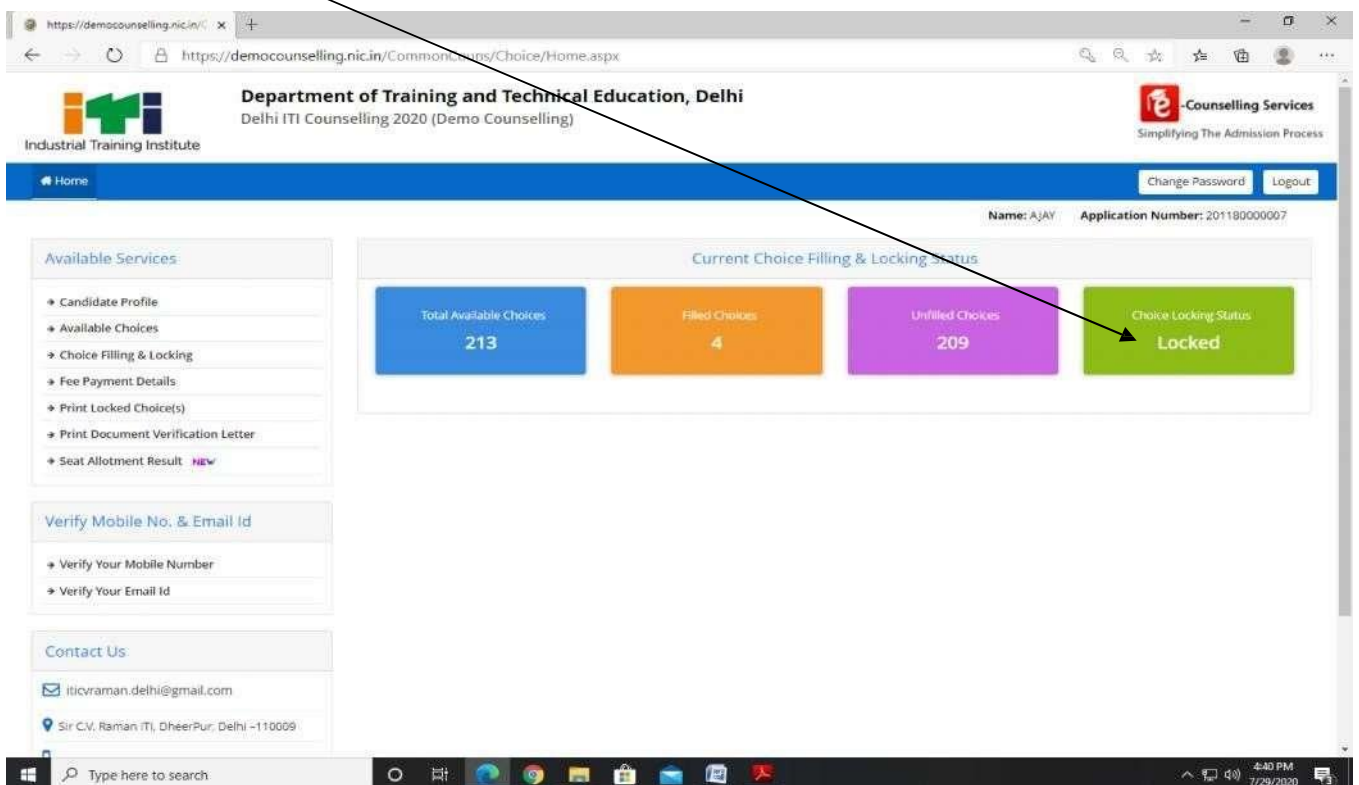 https://democounselling.nic.in/C
https://democounselling.nic.in/CommonCouns/Choice/Home.aspx
Department of Training and Technical Education, Delhi
Delhi ITI Counselling 2020 (Demo Counselling)
Industrial Training Institute
e-Counselling Services
Simplifying The Admission Process
Home
Change Password
Logout
Name: AJAY Application Number: 201180000007
Available Services
Candidate Profile
Available Choices
Choice Filling & Locking
Fee Payment Details
Print Locked Choice(s)
Print Document Verification Letter
Seat Allotment Result NEW
Current Choice Filling & Locking Status
Total Available Choices
213
Filled Choices
4
Unfilled Choices
209
Choice Locking Status
Locked
Verify Mobile No. & Email Id
Verify Your Mobile Number
Verify Your Email Id
Contact Us
iticvraman.delhi@gmail.com
Sir C.V. Raman ITI, DheerPur, Delhi -110009
Type here to search
4:40 PM
7/29/2020